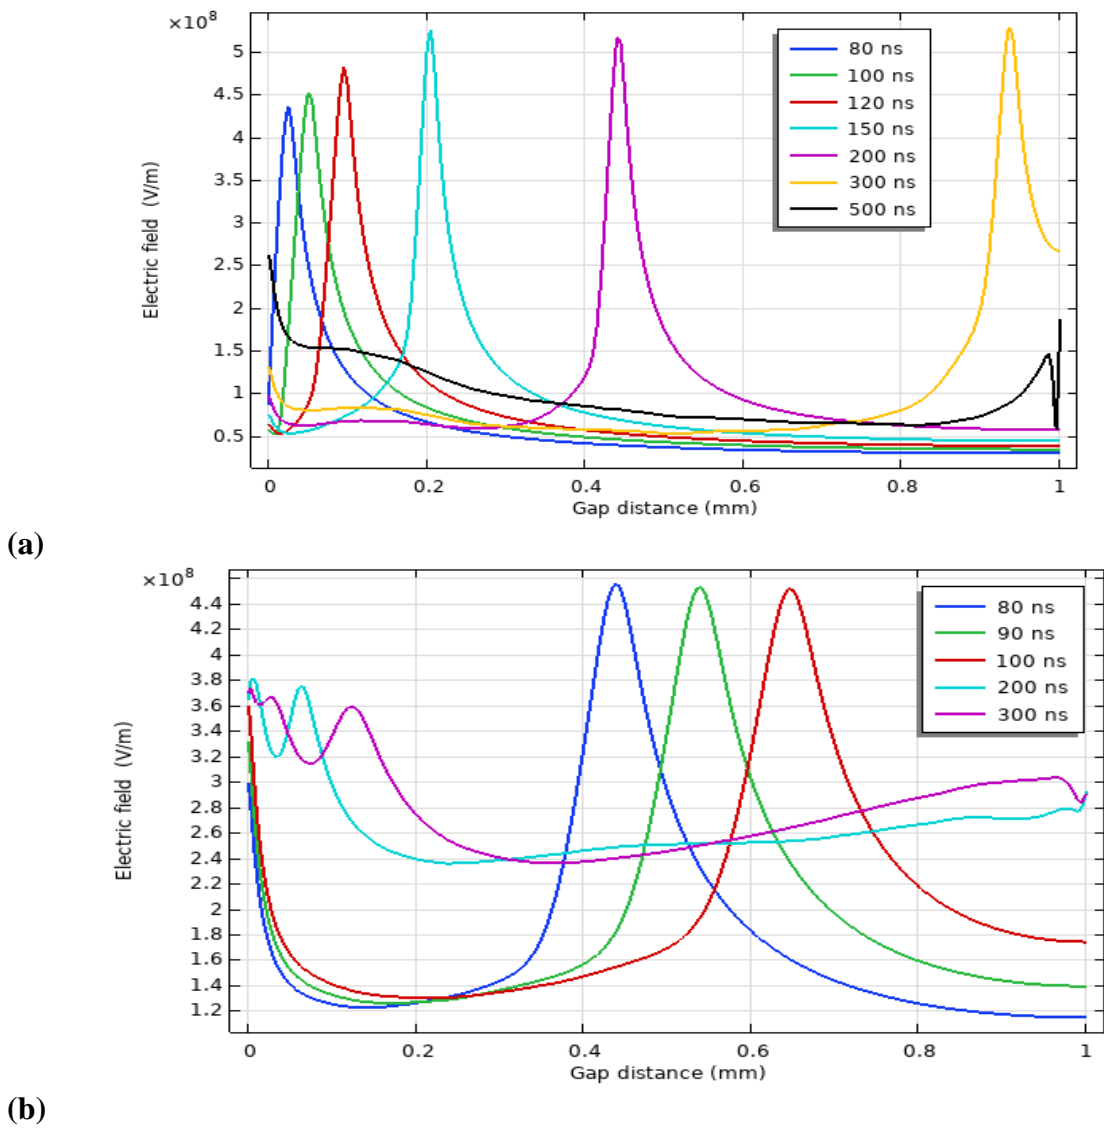 ×10⁸
5
4.5
4
3.5
3
2.5
2
1.5
1
0.5
Electric field (V/m)
80 ns
100 ns
120 ns
150 ns
200 ns
300 ns
500 ns
0 0.2 0.4 0.6 0.8 1
Gap distance (mm)
(a)
×10⁸
4.4
4.2
4
3.8
3.6
3.4
3.2
3
2.8
2.6
2.4
2.2
2
1.8
1.6
1.4
1.2
Electric field (V/m)
80 ns
90 ns
100 ns
200 ns
300 ns
0 0.2 0.4 0.6 0.8 1
Gap distance (mm)
(b)